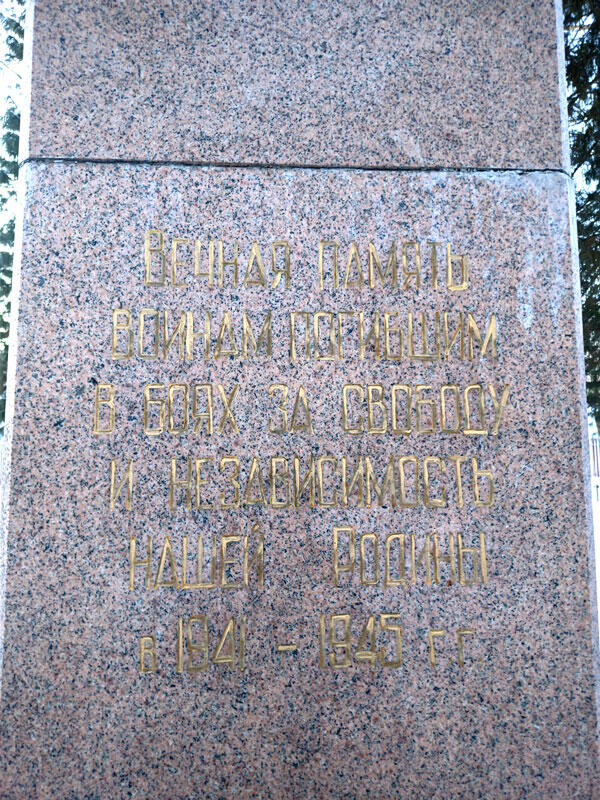 Вечная память
воинам погибшим
в боях за свободу
и независимость
нашей Родины
в 1941 - 1945 г.г.